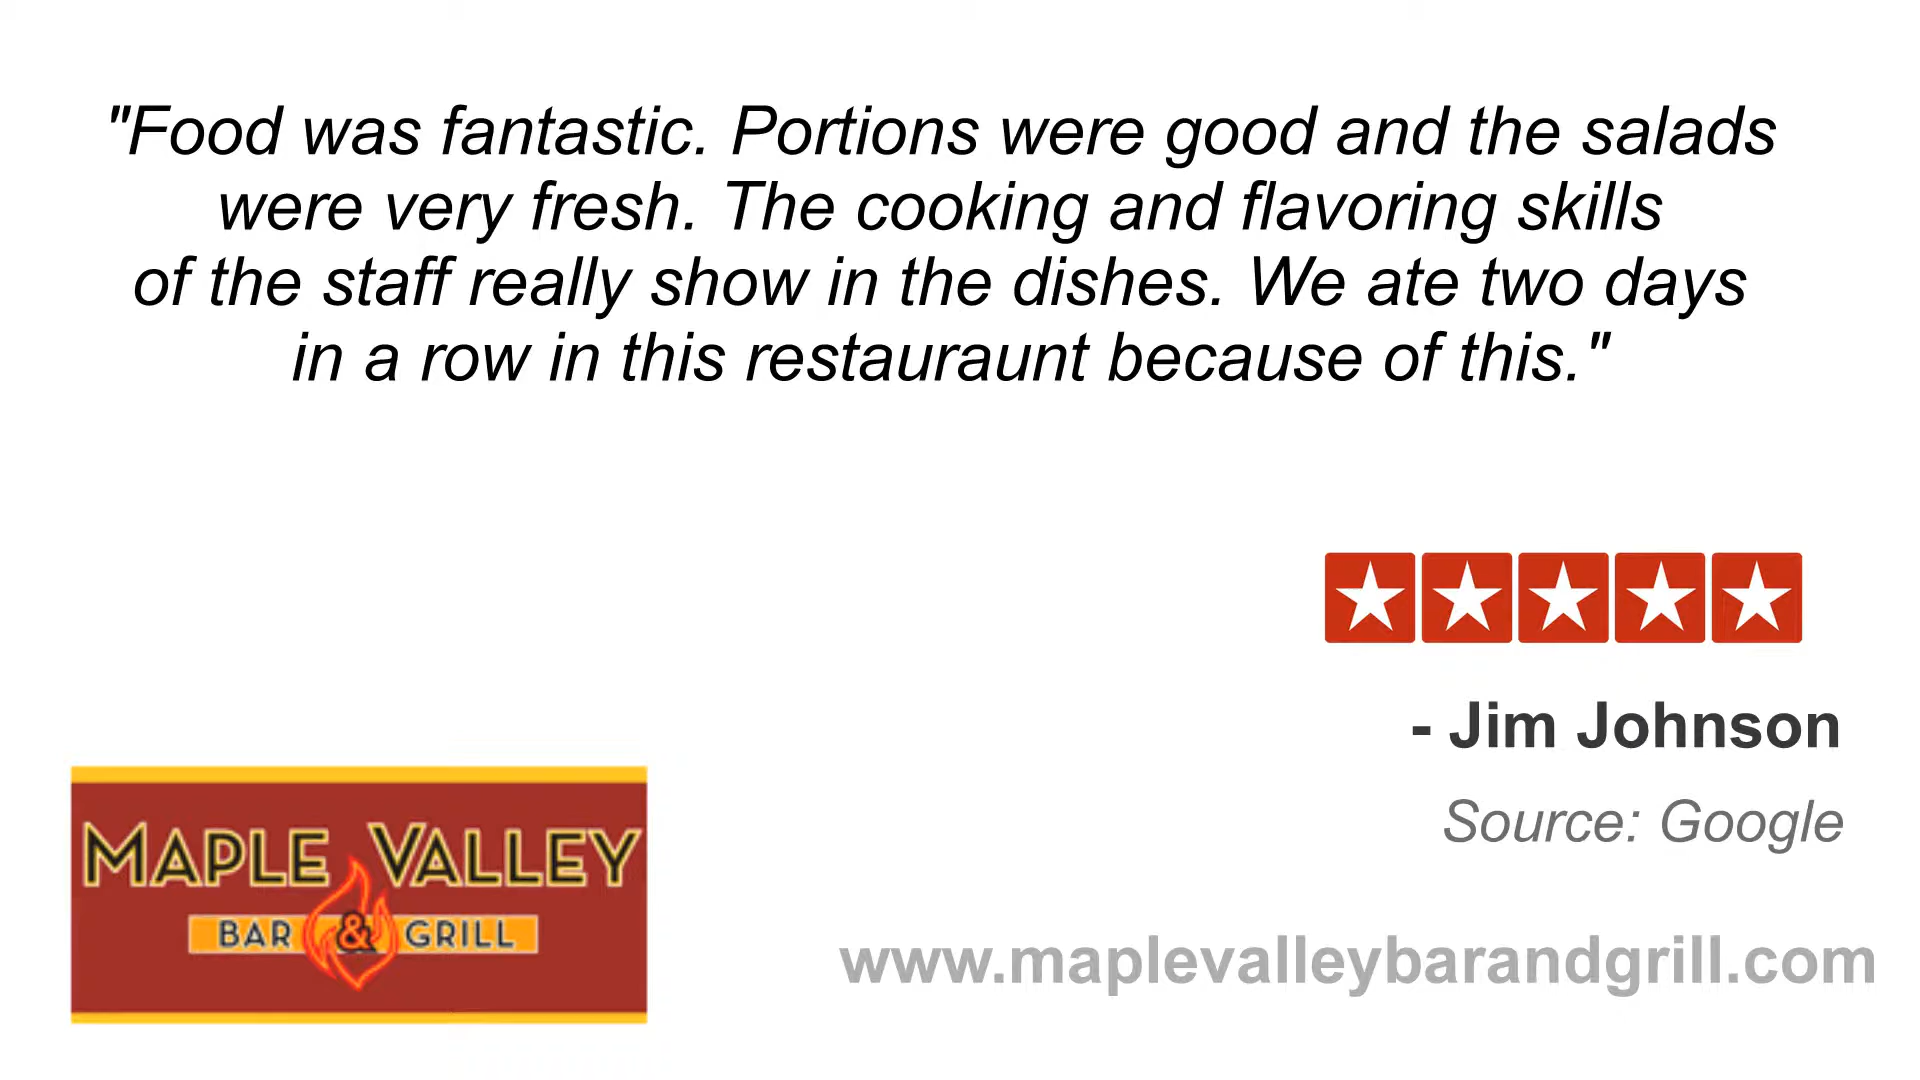 "Food was fantastic. Portions were good and the salads
were very fresh. The cooking and flavoring skills
of the staff really show in the dishes. We ate two days
in a row in this restauraunt because of this."
- Jim Johnson
Source: Google
MAPLE VALLEY
BAR & GRILL
www.maplevalleybarandgrill.com